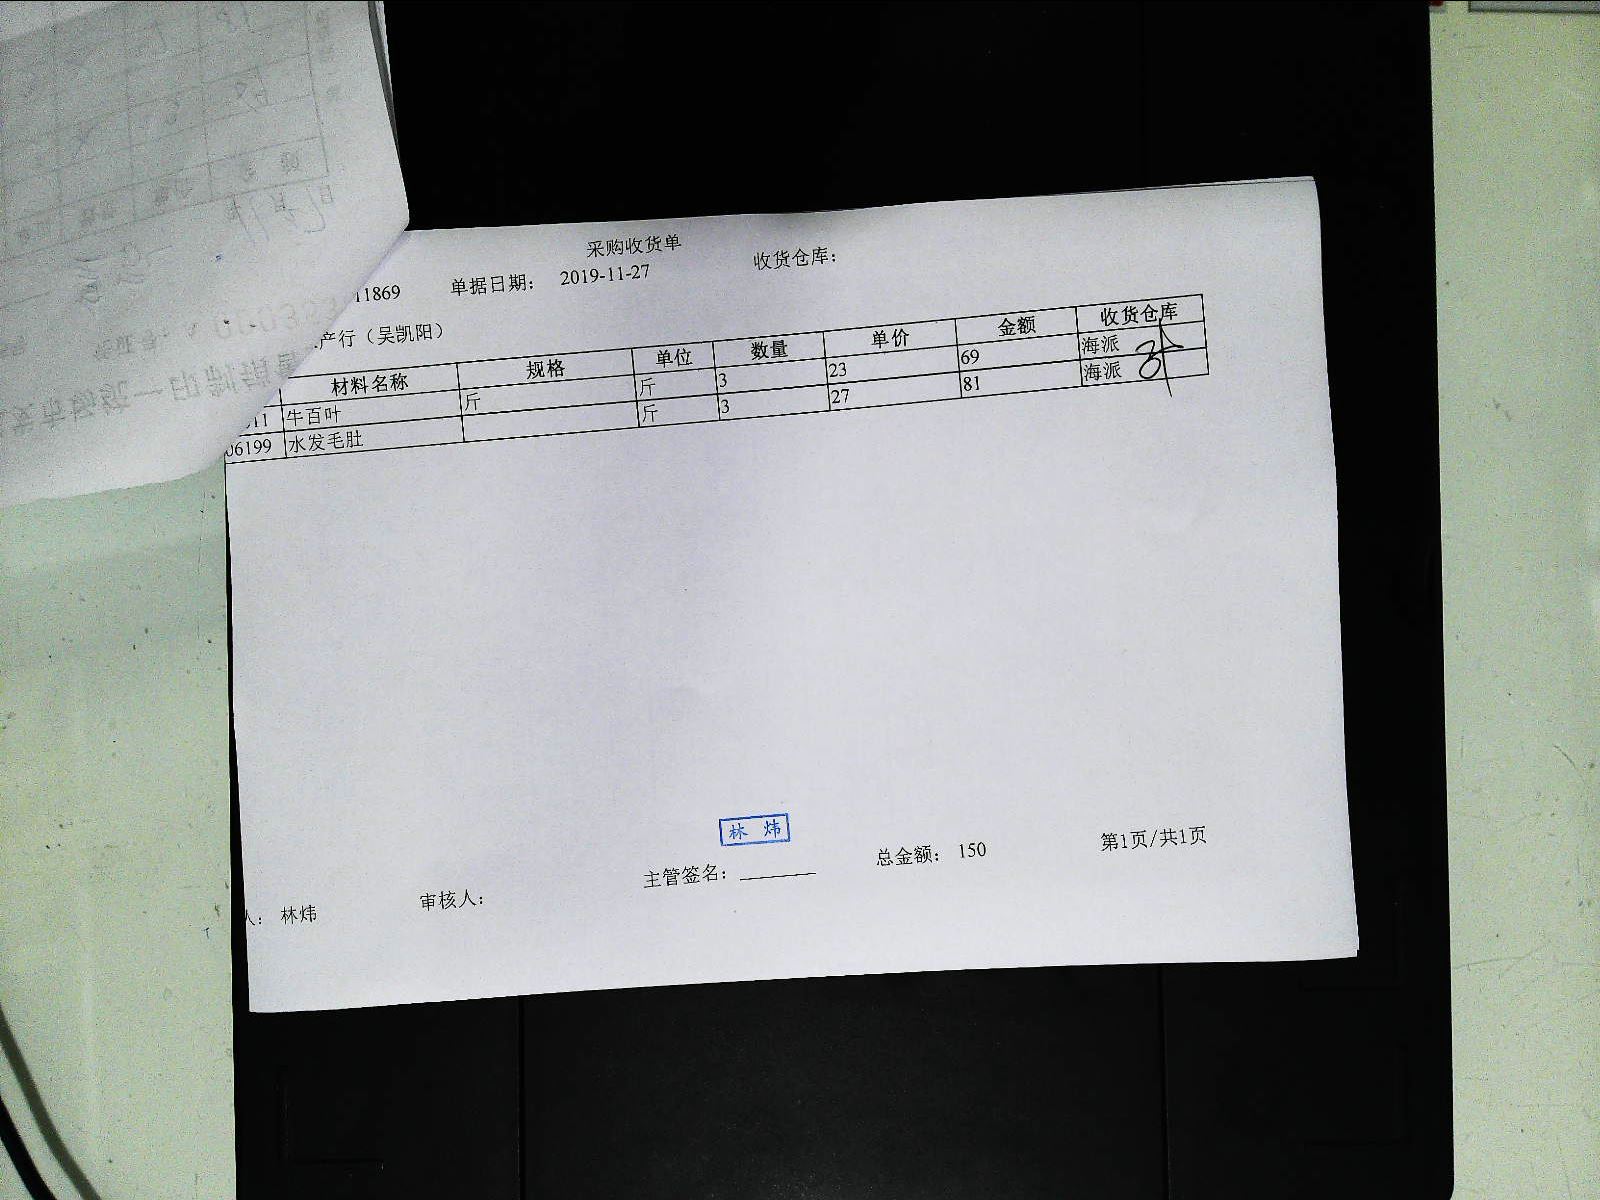 采购收货单
11869 单据日期： 2019-11-27 收货仓库：
产行（吴凯阳）
材料名称 规格 单位 数量 单价 金额 收货仓库
11 牛百叶 斤 斤 3 23 69 海派
06199 水发毛肚 斤 3 27 81 海派
林 炜
人： 林炜 审核人： 主管签名： 总金额： 150 第1页/共1页